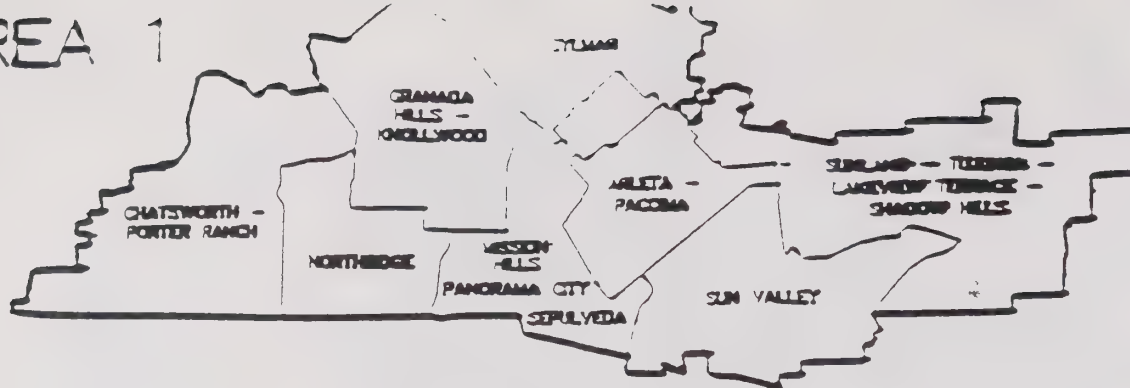 REA 1
SYLMAR
GRANADA
HILLS –
KNOLLWOOD
SUNLAND – TUJUNGA –
LAKEVIEW TERRACE –
SHADOW HILLS
ARLETA –
PACOIMA
CHATSWORTH –
PORTER RANCH
MISSION
HILLS
NORTHRIDGE
PANORAMA CITY
SUN VALLEY
SEPULVEDA